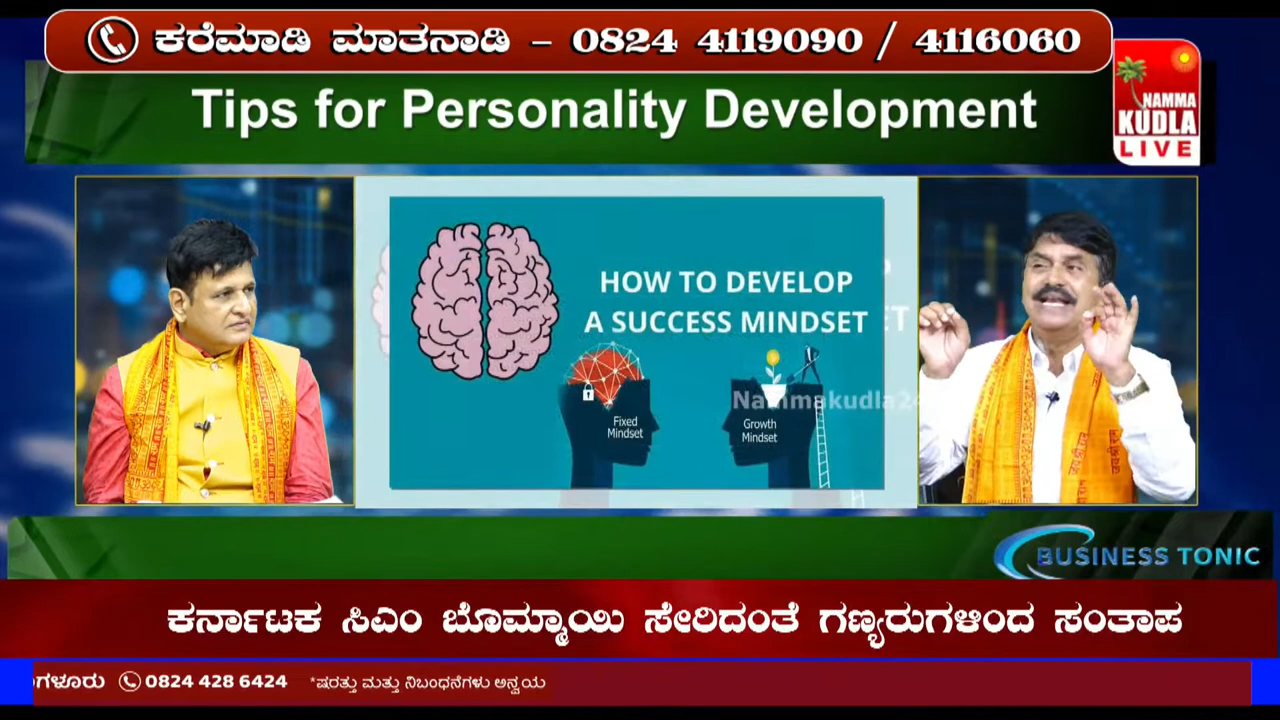 ಕರೆಮಾಡಿ ಮಾತನಾಡಿ – 0824 4119090 / 4116060
Tips for Personality Development
NAMMA
KUDLA
LIVE
HOW TO DEVELOP
A SUCCESS MINDSET
Fixed
Mindset
Growth
Mindset
Nammakudla24
जय श्री राम
BUSINESS TONIC
ಕರ್ನಾಟಕ ಸಿಎಂ ಬೊಮ್ಮಾಯಿ ಸೇರಿದಂತೆ ಗಣ್ಯರುಗಳಿಂದ ಸಂತಾಪ
0824 428 6424 *ಷರತ್ತು ಮತ್ತು ನಿಬಂಧನೆಗಳು ಅನ್ವಯ